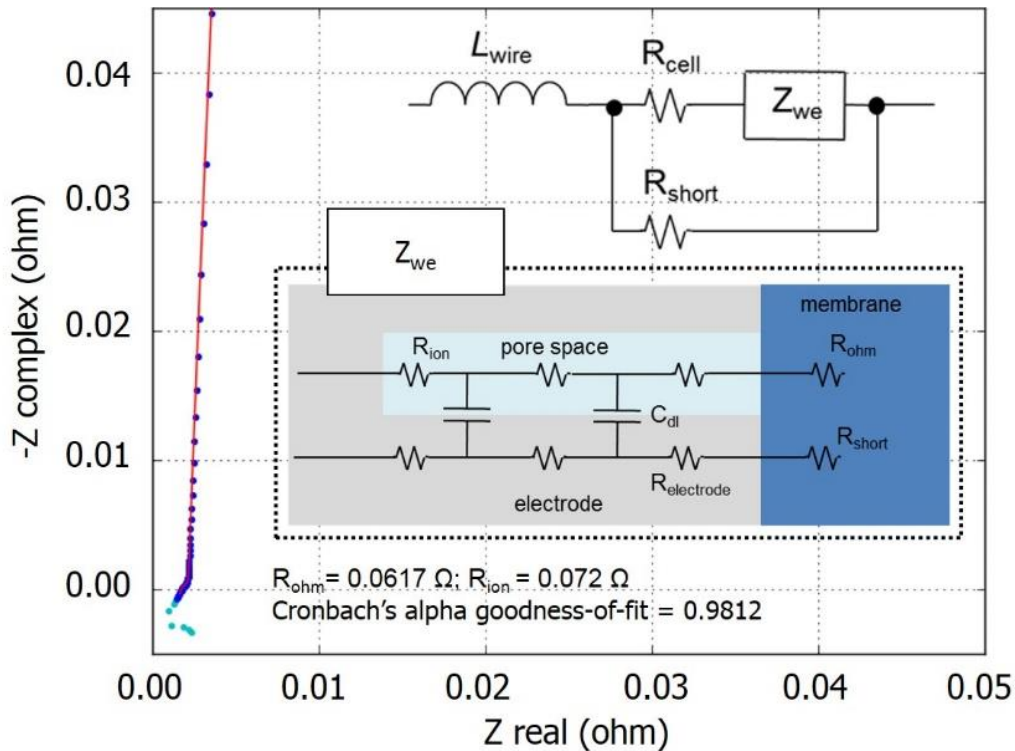 0.04
0.03
0.02
0.01
0.00
-Z complex (ohm)
L wire
R cell
Z we
R short
Z we
membrane
R ion
pore space
R ohm
C dl
R short
R electrode
electrode
R ohm = 0.0617 Ω; R ion = 0.072 Ω
Cronbach's alpha goodness-of-fit = 0.9812
0.00 0.01 0.02 0.03 0.04 0.05
Z real (ohm)